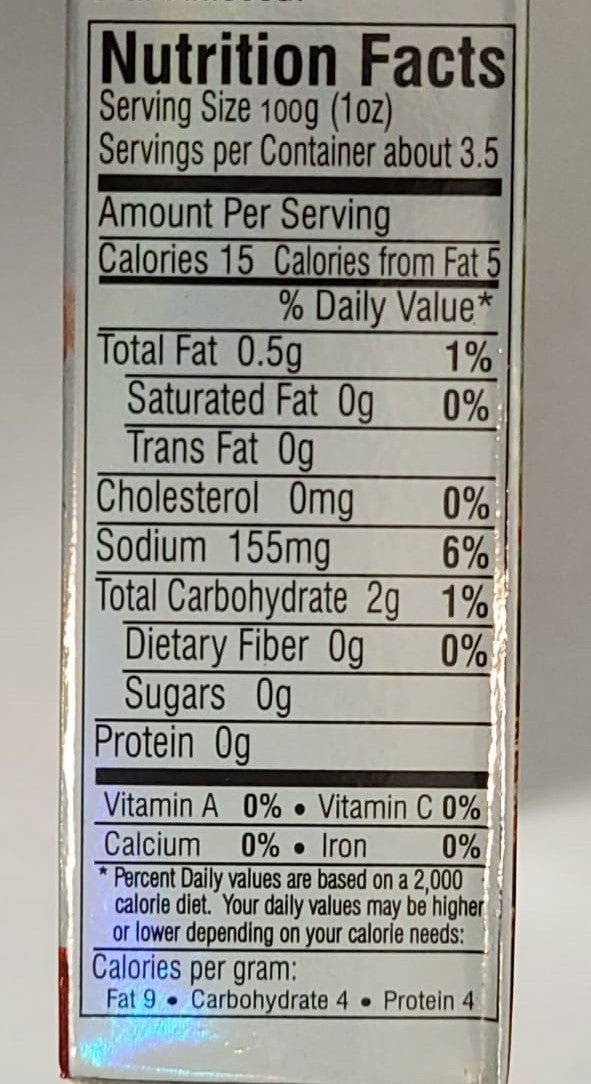 Nutrition Facts
Serving Size 100g (1oz)
Servings per Container about 3.5
Amount Per Serving
Calories 15 Calories from Fat 5
% Daily Value*
Total Fat 0.5g 1%
Saturated Fat 0g 0%
Trans Fat 0g
Cholesterol 0mg 0%
Sodium 155mg 6%
Total Carbohydrate 2g 1%
Dietary Fiber 0g 0%
Sugars 0g
Protein 0g
Vitamin A 0% • Vitamin C 0%
Calcium 0% • Iron 0%
* Percent Daily values are based on a 2,000
calorie diet. Your daily values may be higher
or lower depending on your calorie needs:
Calories per gram:
Fat 9 • Carbohydrate 4 • Protein 4